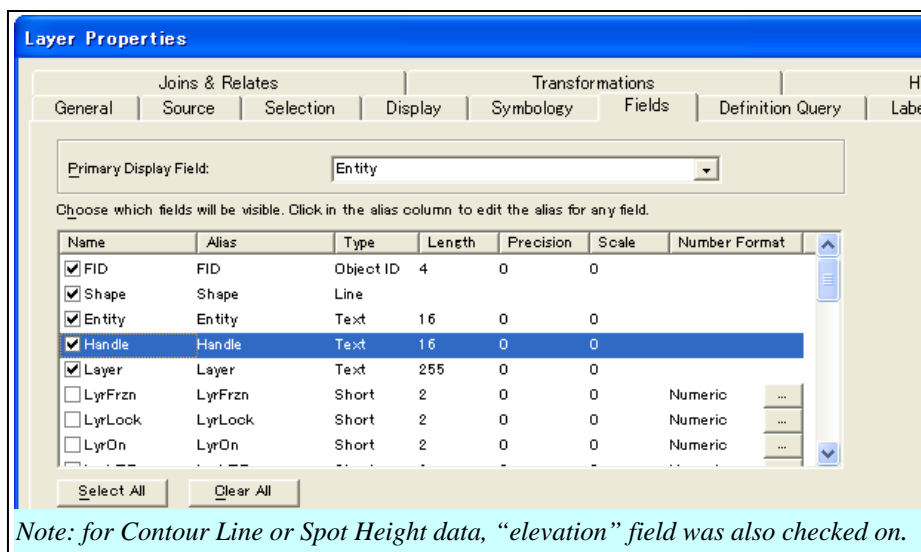 Layer Properties
Joins & Relates Transformations
General Source Selection Display Symbology Fields Definition Query
Primary Display Field: Entity
Choose which fields will be visible. Click in the alias column to edit the alias for any field.
Name Alias Type Length Precision Scale Number Format
FID FID Object ID 4 0 0
Shape Shape Line
Entity Entity Text 16 0 0
Handle Handle Text 16 0 0
Layer Layer Text 255 0 0
LyrFrzn LyrFrzn Short 2 0 0 Numeric ...
LyrLock LyrLock Short 2 0 0 Numeric ...
LyrOn LyrOn Short 2 0 0 Numeric ...
Select All Clear All
Note: for Contour Line or Spot Height data, “elevation” field was also checked on.